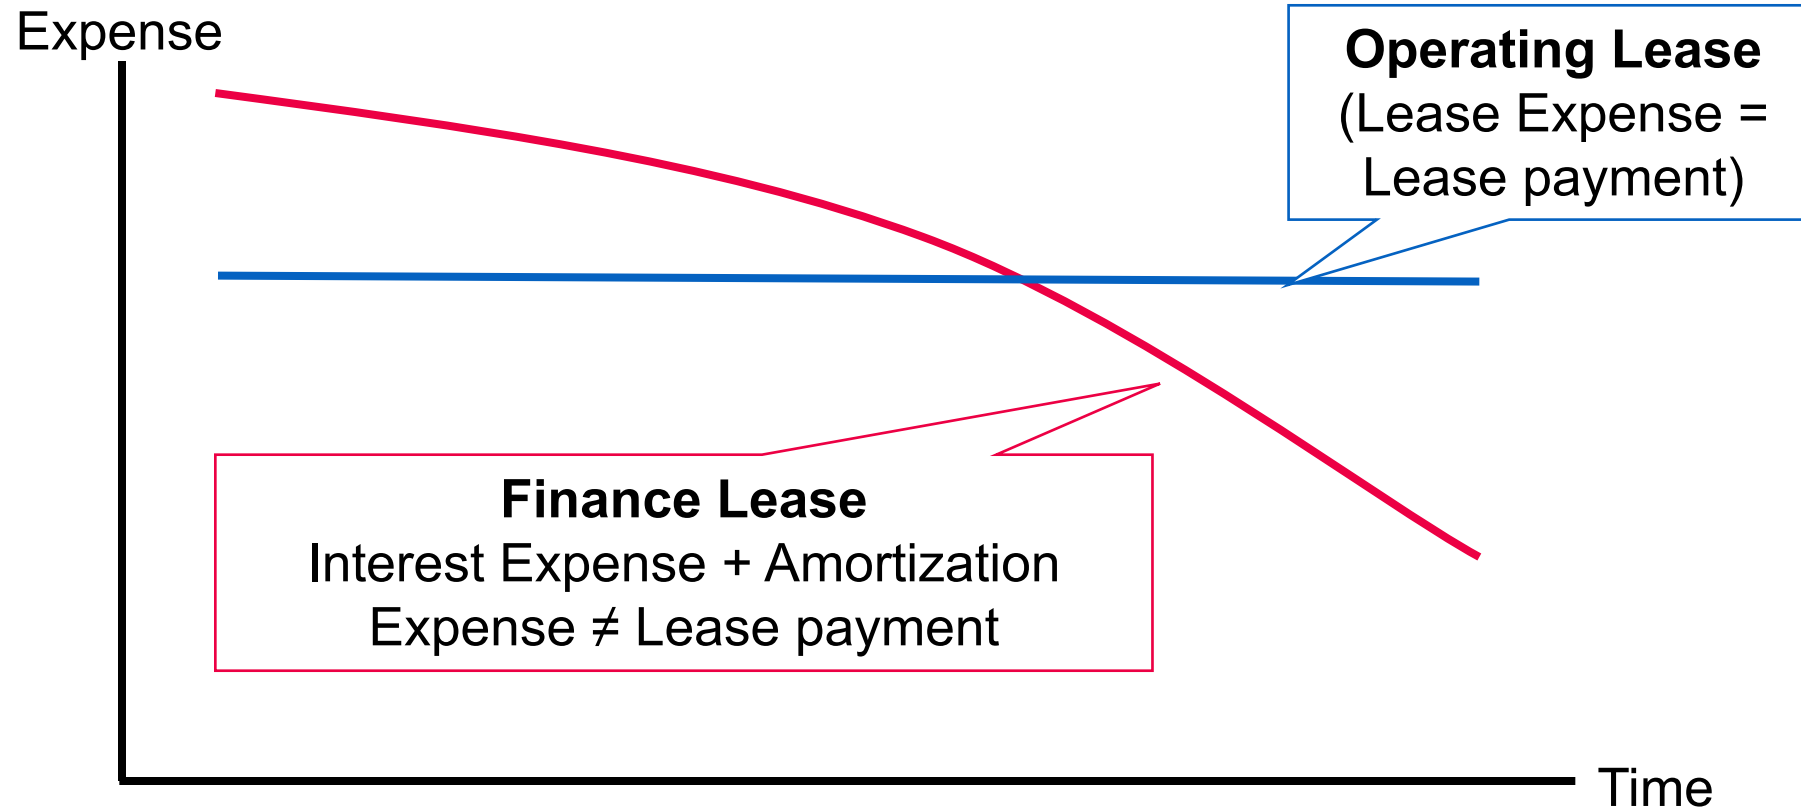 Expense
Operating Lease
(Lease Expense =
Lease payment)
Finance Lease
Interest Expense + Amortization
Expense ≠ Lease payment
Time